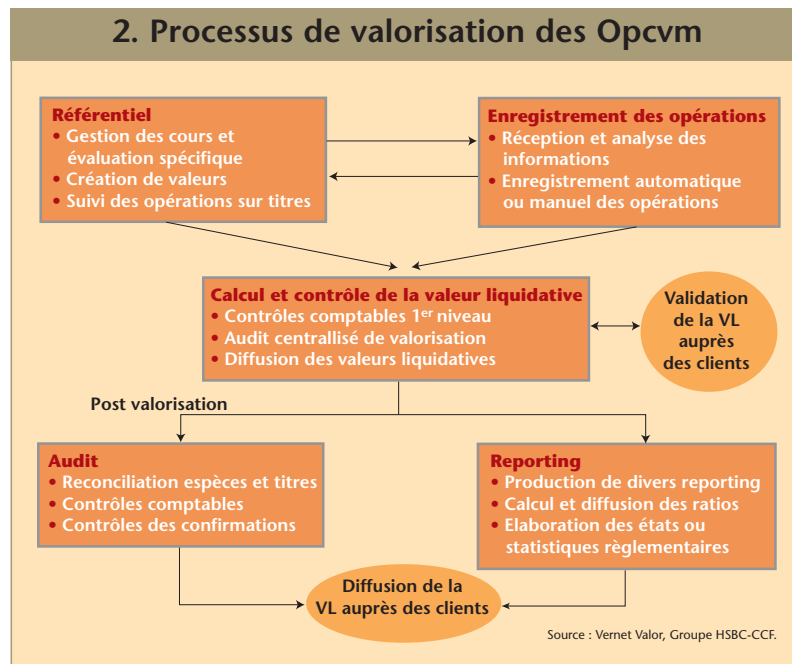 2. Processus de valorisation des Opcvm
Référentiel
• Gestion des cours et
évaluation spécifique
• Création de valeurs
• Suivi des opérations sur titres
Enregistrement des opérations
• Réception et analyse des
informations
• Enregistrement automatique
ou manuel des opérations
Calcul et contrôle de la valeur liquidative
• Contrôles comptables 1er niveau
• Audit centrallisé de valorisation
• Diffusion des valeurs liquidatives
Validation
de la VL
auprès
des clients
Post valorisation
Audit
• Reconciliation espèces et titres
• Contrôles comptables
• Contrôles des confirmations
Reporting
• Production de divers reporting
• Calcul et diffusion des ratios
• Elaboration des états ou
statistiques règlementaires
Diffusion de la
VL auprès des clients
Source : Vernet Valor, Groupe HSBC-CCF.